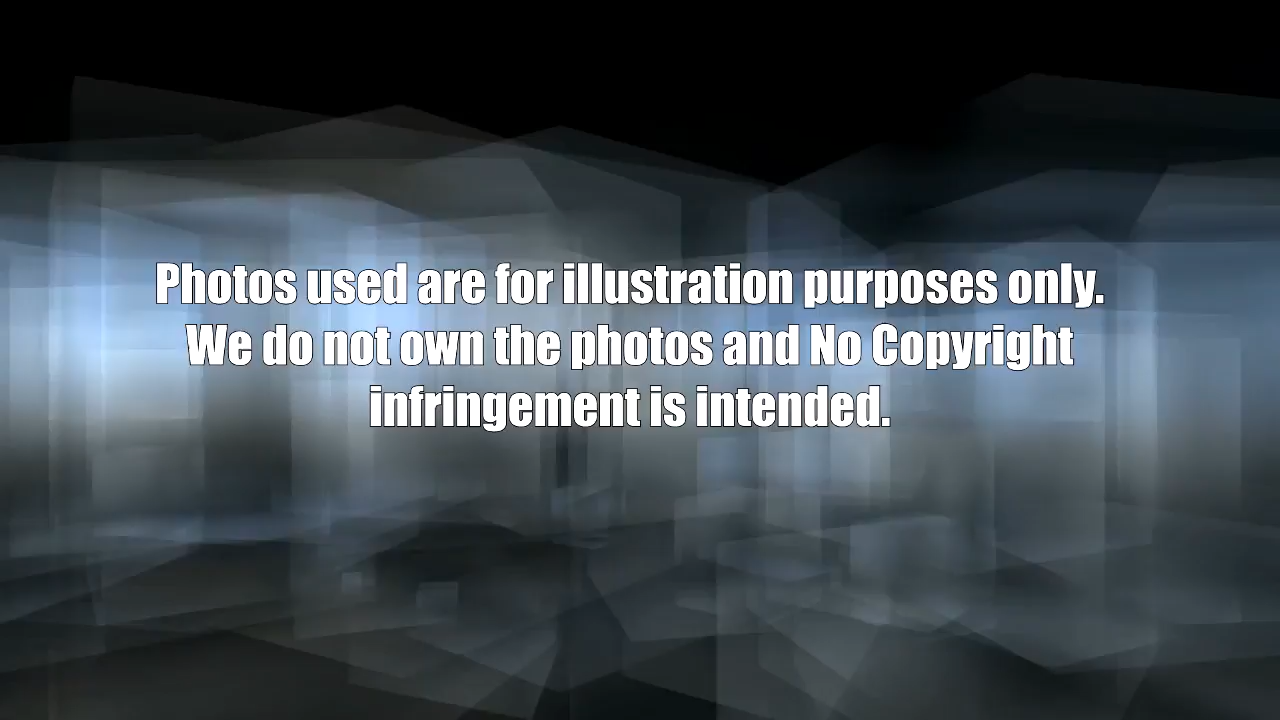 Photos used are for illustration purposes only.
We do not own the photos and No Copyright
infringement is intended.